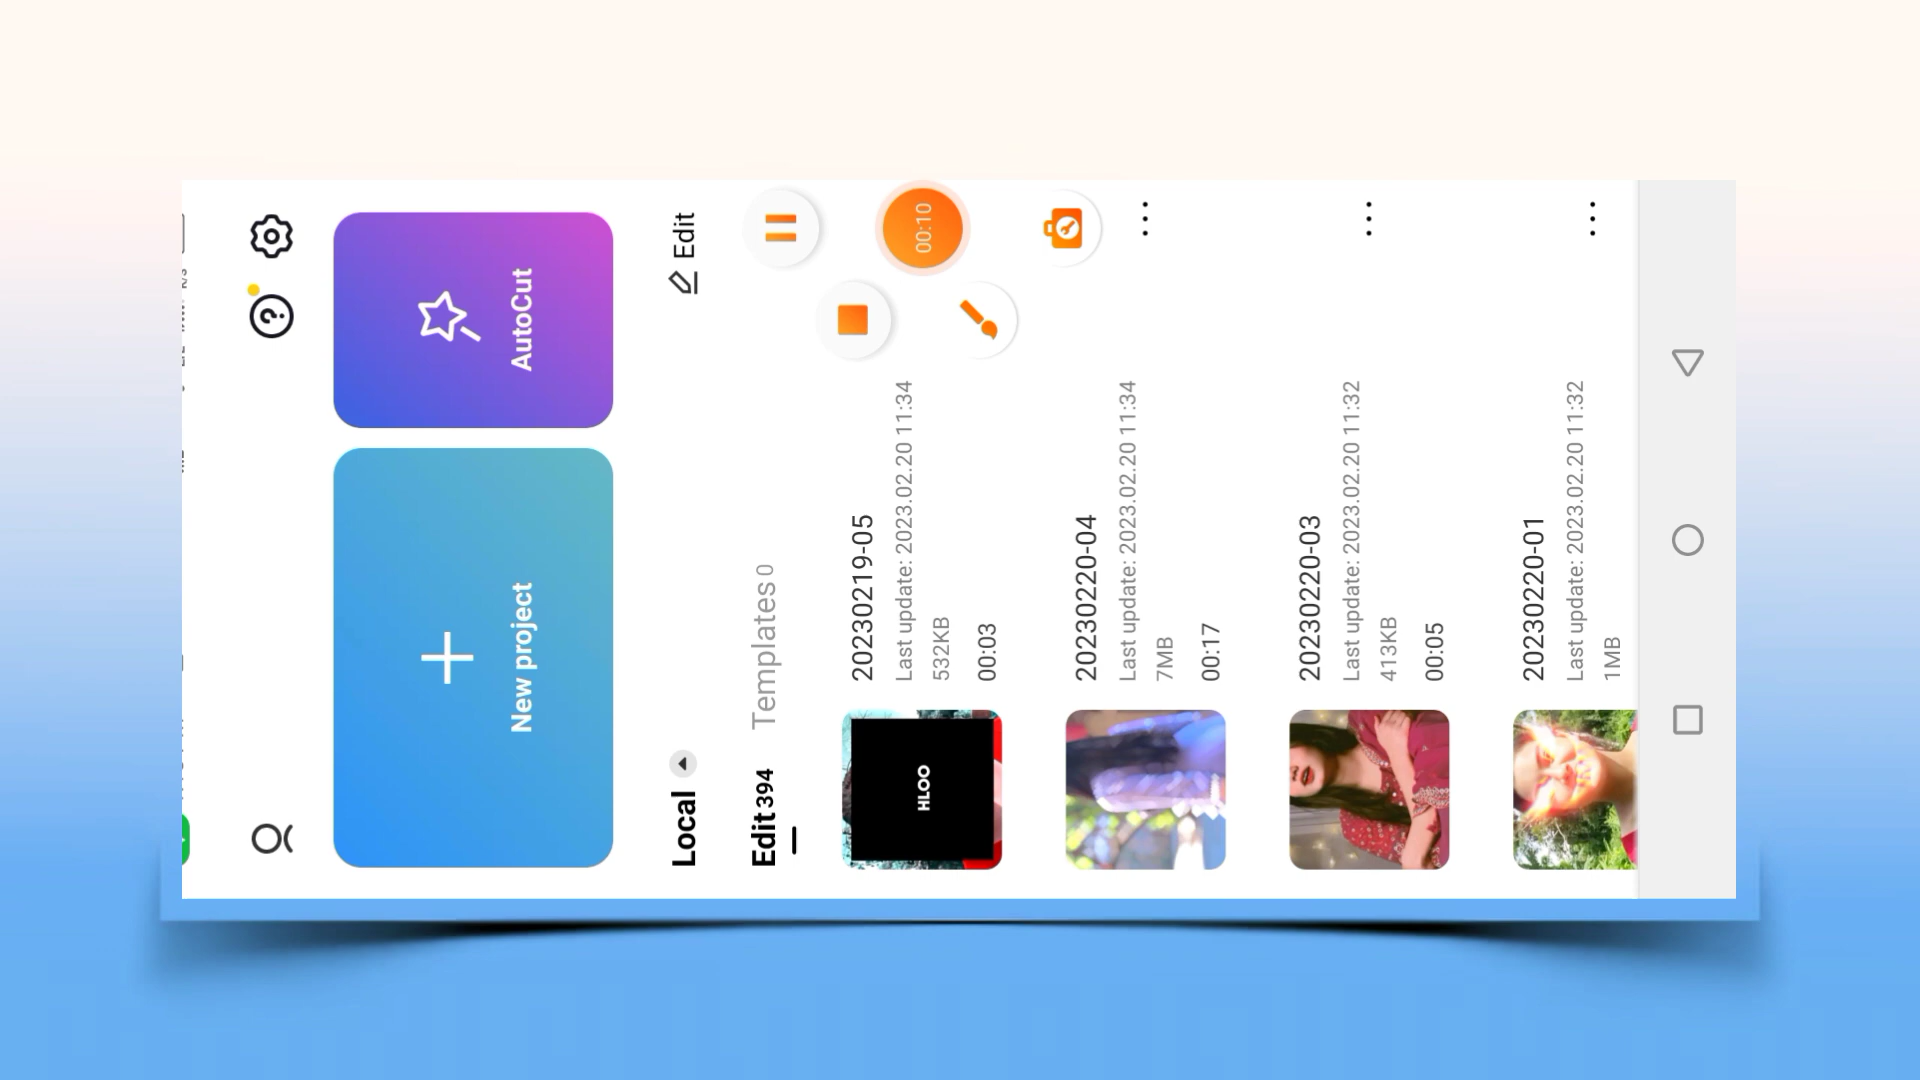 New project
AutoCut
Local
Edit
Edit 394
Templates 0
00:10
20230219-05
Last update: 2023.02.20 11:34
532KB
00:03
HLOO
20230220-04
Last update: 2023.02.20 11:34
7MB
00:17
20230220-03
Last update: 2023.02.20 11:32
413KB
00:05
20230220-01
Last update: 2023.02.20 11:32
1MB